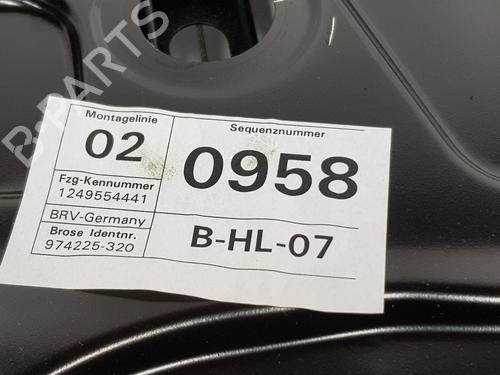 B-PARTS
Montagelinie
02
Fzg-Kennummer
1249554441
BRV-Germany
Brose Identnr.
974225-320
Sequenznummer
0958
B-HL-07